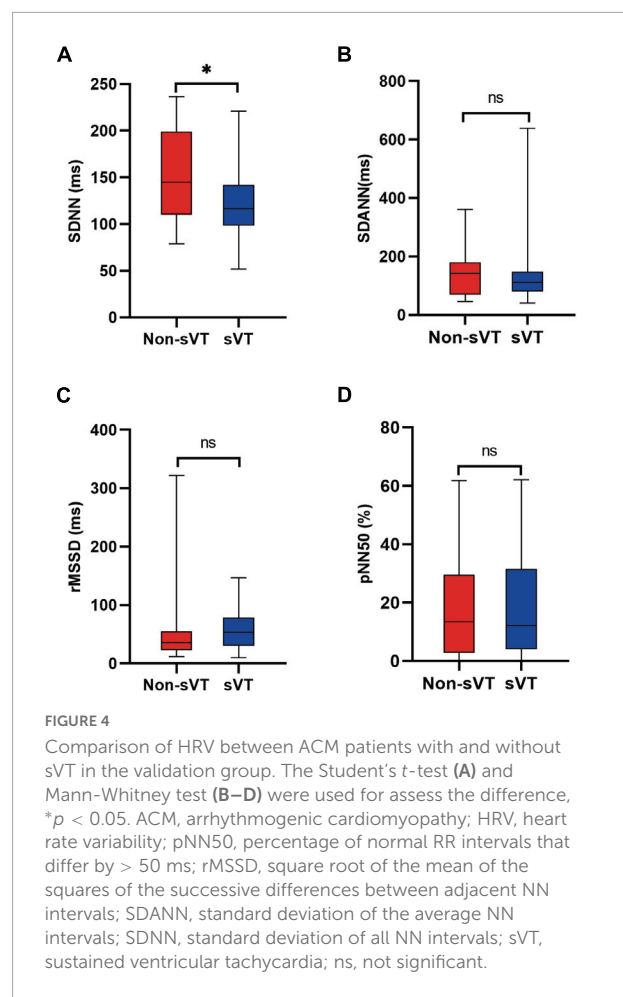 A
B
*
ns
250
200
150
100
50
0
SDNN (ms)
Non-sVT sVT
800
600
400
200
0
SDANN(ms)
Non-sVT sVT
C
D
ns
ns
400
300
200
100
0
rMSSD (ms)
Non-sVT sVT
80
60
40
20
0
pNN50 (%)
Non-sVT sVT
FIGURE 4
Comparison of HRV between ACM patients with and without
sVT in the validation group. The Student's t-test (A) and
Mann-Whitney test (B–D) were used for assess the difference,
*p < 0.05. ACM, arrhythmogenic cardiomyopathy; HRV, heart
rate variability; pNN50, percentage of normal RR intervals that
differ by > 50 ms; rMSSD, square root of the mean of the
squares of the successive differences between adjacent NN
intervals; SDANN, standard deviation of the average NN
intervals; SDNN, standard deviation of all NN intervals; sVT,
sustained ventricular tachycardia; ns, not significant.